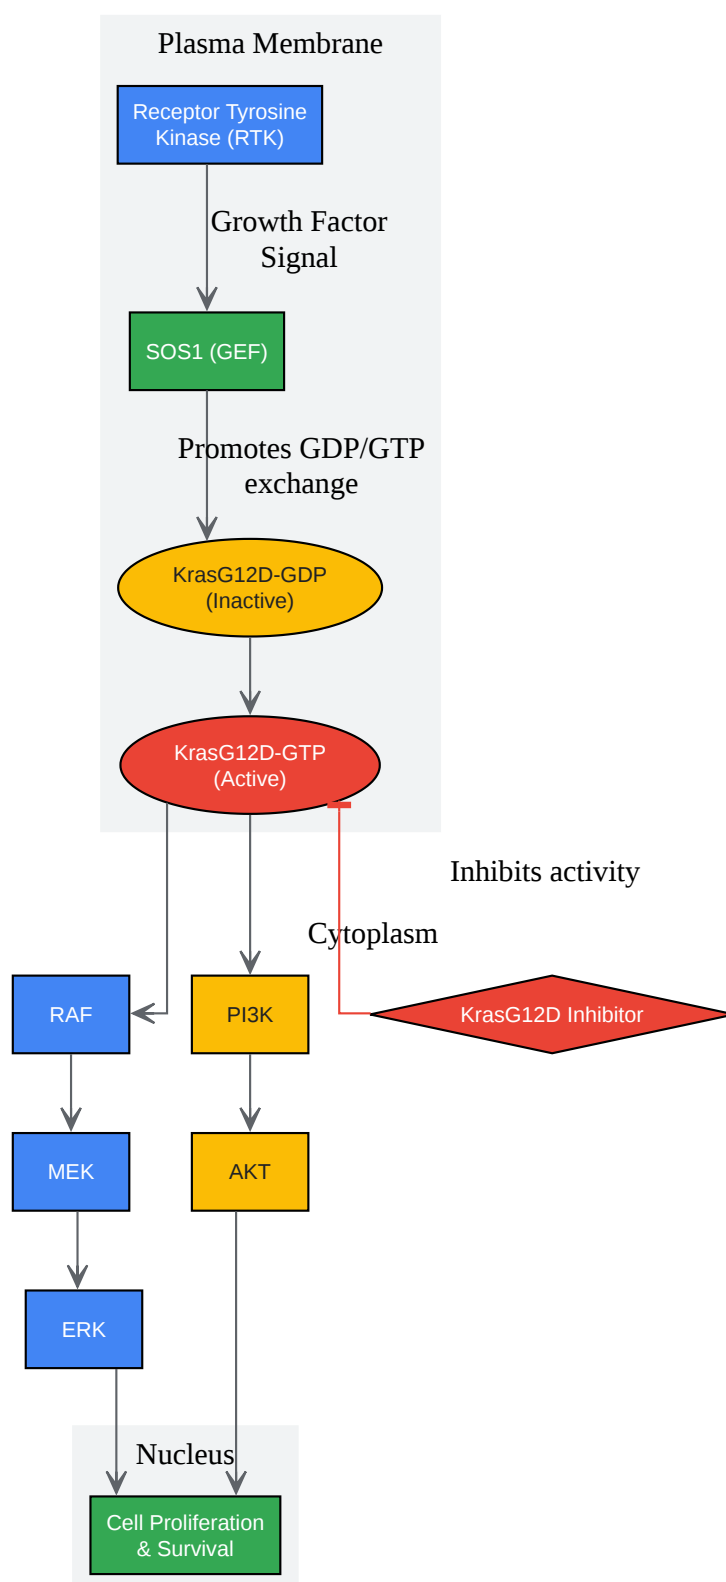 Plasma Membrane
Receptor Tyrosine
Kinase (RTK)
Growth Factor
Signal
SOS1 (GEF)
Promotes GDP/GTP
exchange
KrasG12D-GDP
(Inactive)
KrasG12D-GTP
(Active)
Inhibits activity
Cytoplasm
RAF
PI3K
KrasG12D Inhibitor
MEK
AKT
ERK
Nucleus
Cell Proliferation
& Survival